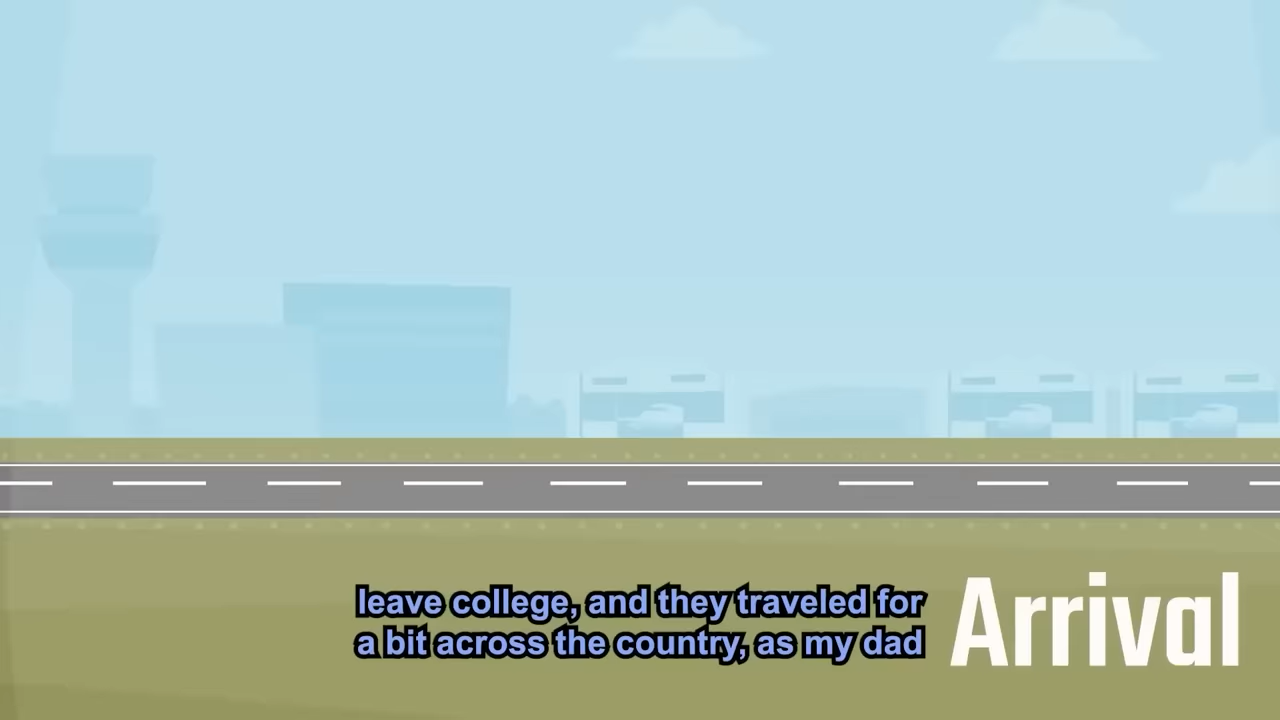 leave college, and they traveled for
a bit across the country, as my dad
Arrival